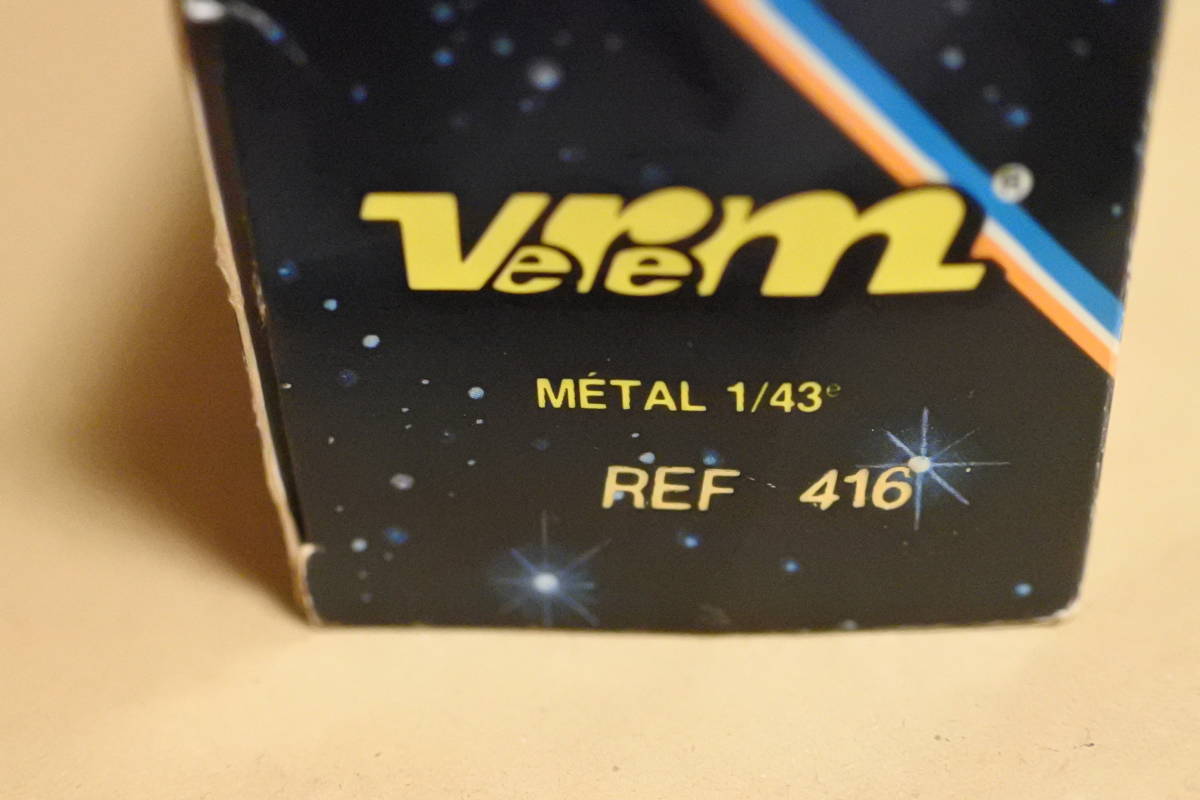 Verem®
MÉTAL 1/43e
REF 416